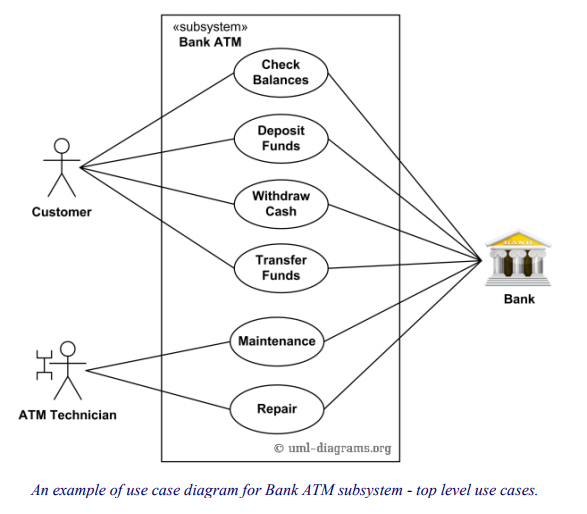 «subsystem»
Bank ATM
Check
Balances
Deposit
Funds
Customer
Withdraw
Cash
Transfer
Funds
BANK
Bank
Maintenance
ATM Technician
Repair
© uml-diagrams.org
An example of use case diagram for Bank ATM subsystem - top level use cases.